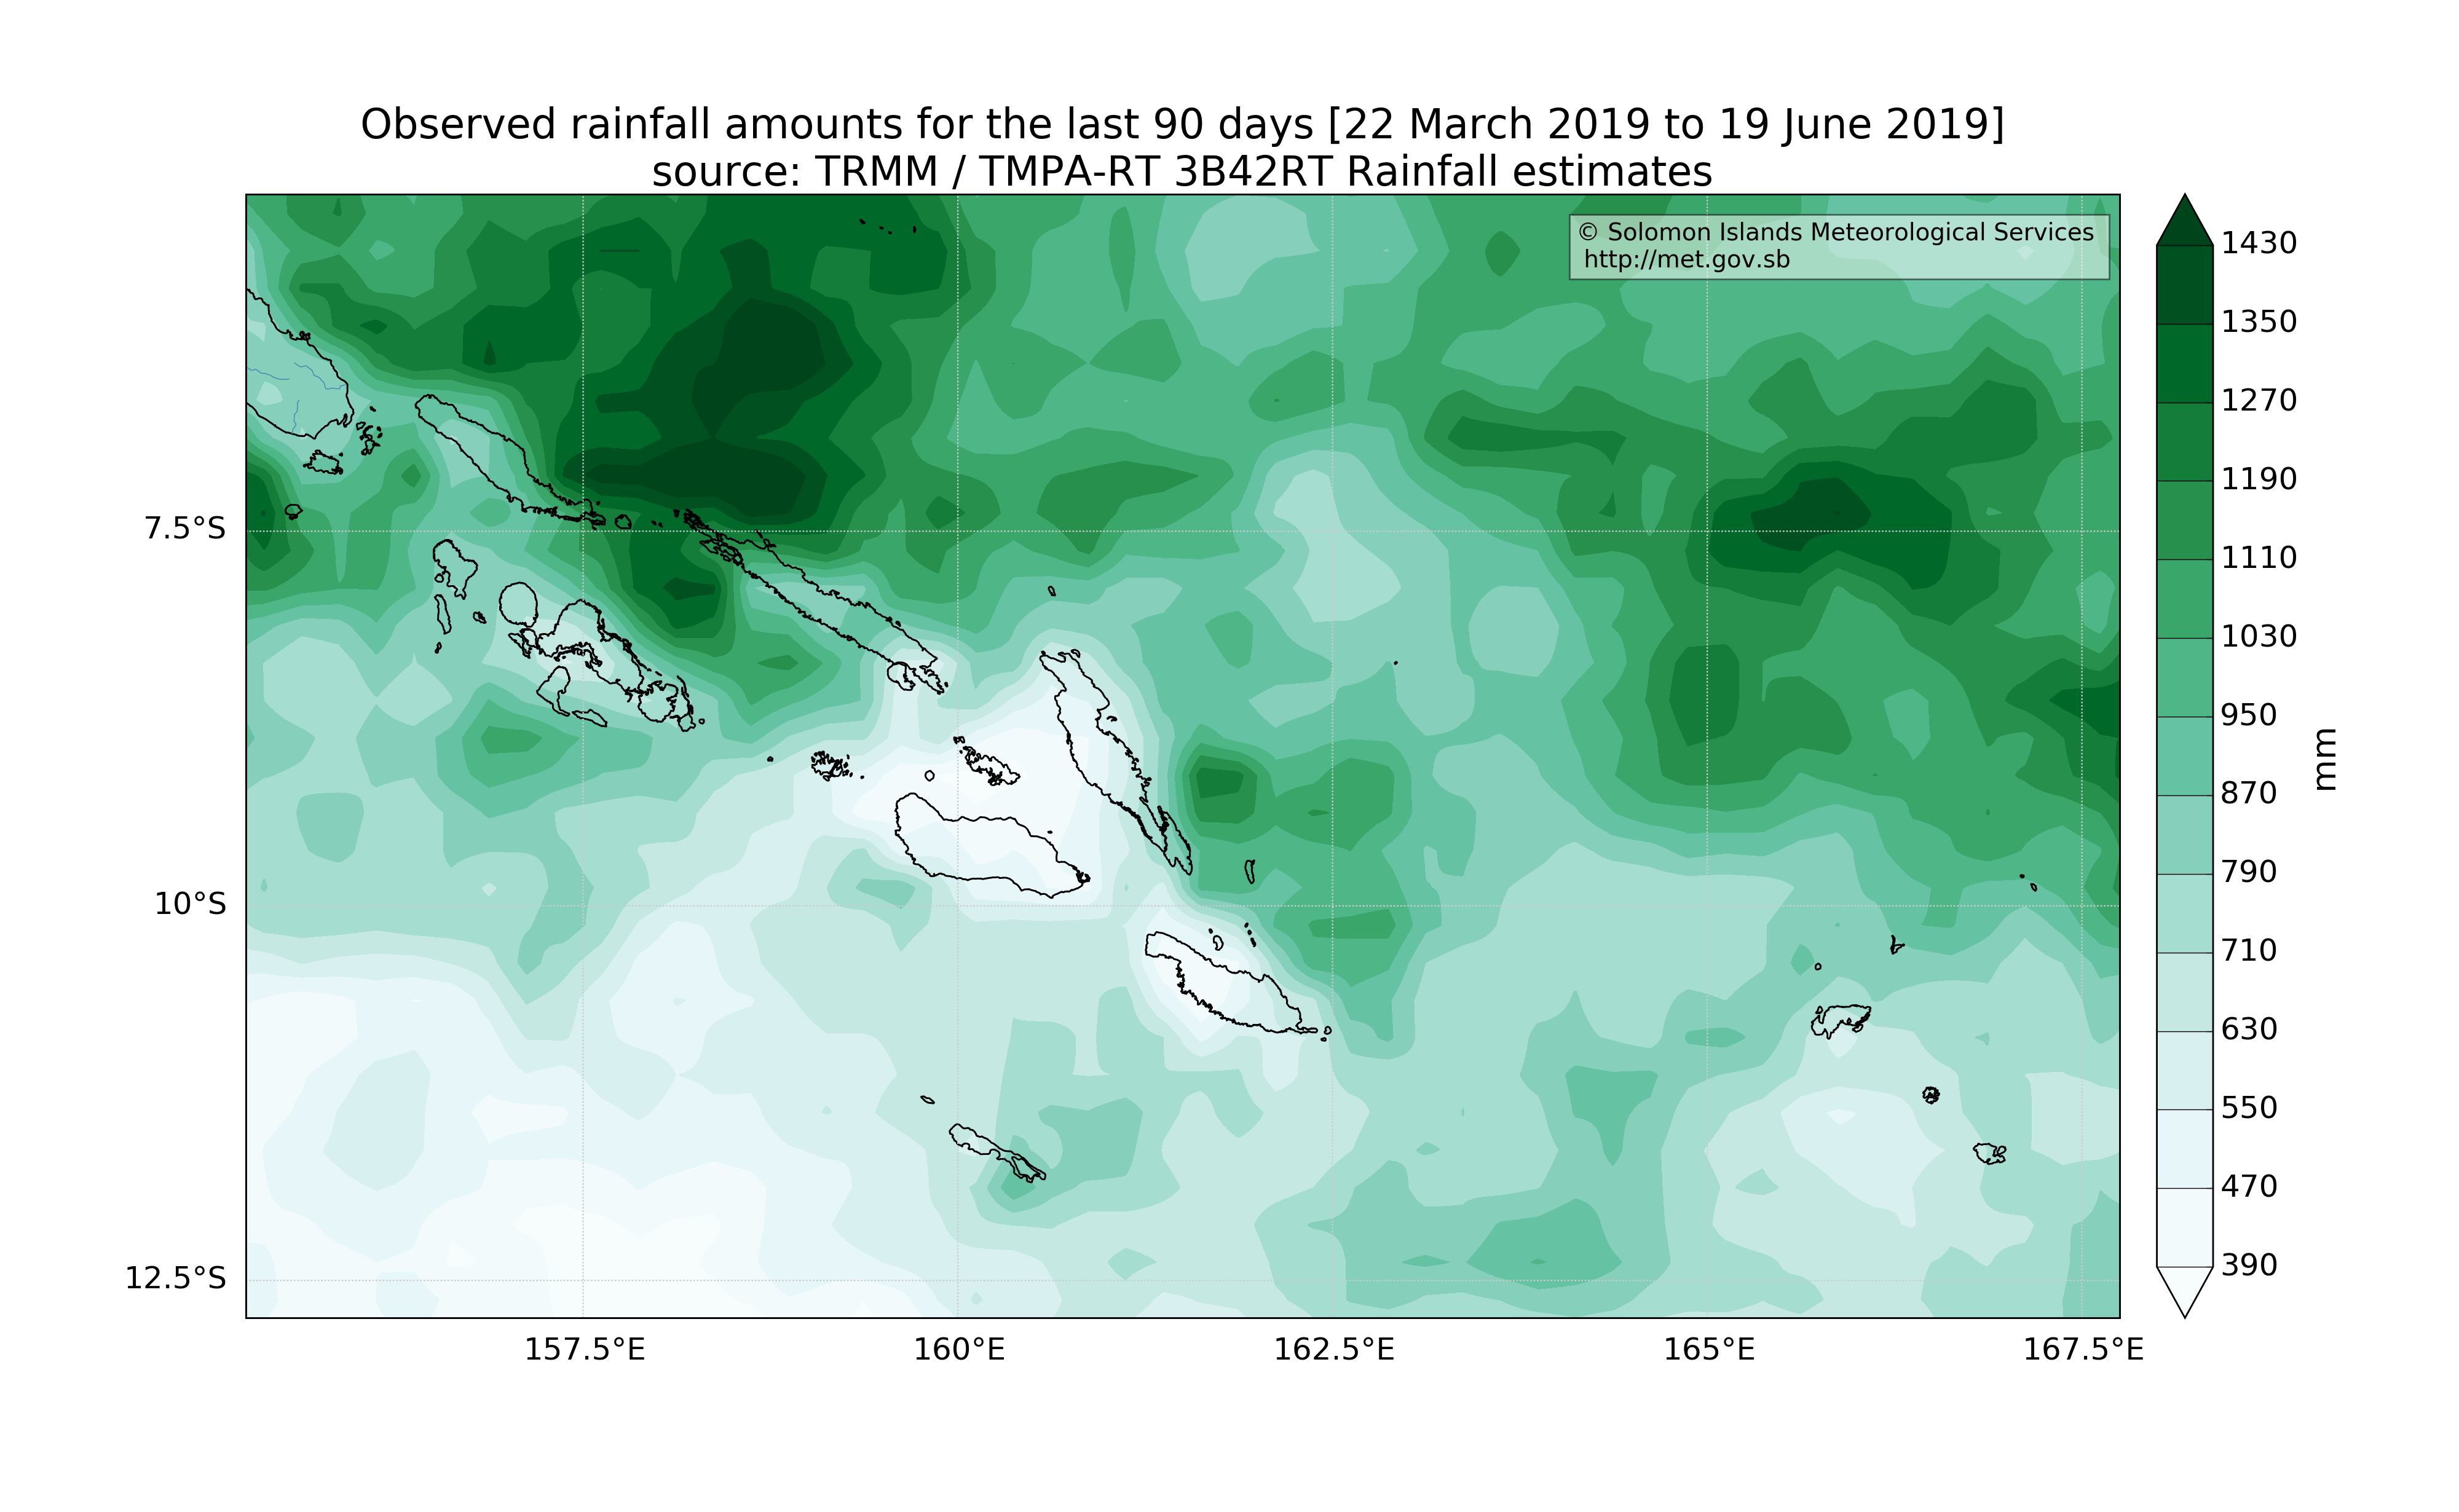 Observed rainfall amounts for the last 90 days [22 March 2019 to 19 June 2019]
source: TRMM / TMPA-RT 3B42RT Rainfall estimates
© Solomon Islands Meteorological Services
http://met.gov.sb
7.5°S
10°S
12.5°S
157.5°E
160°E
162.5°E
165°E
167.5°E
1430
1350
1270
1190
1110
1030
950
870
790
710
630
550
470
390
mm